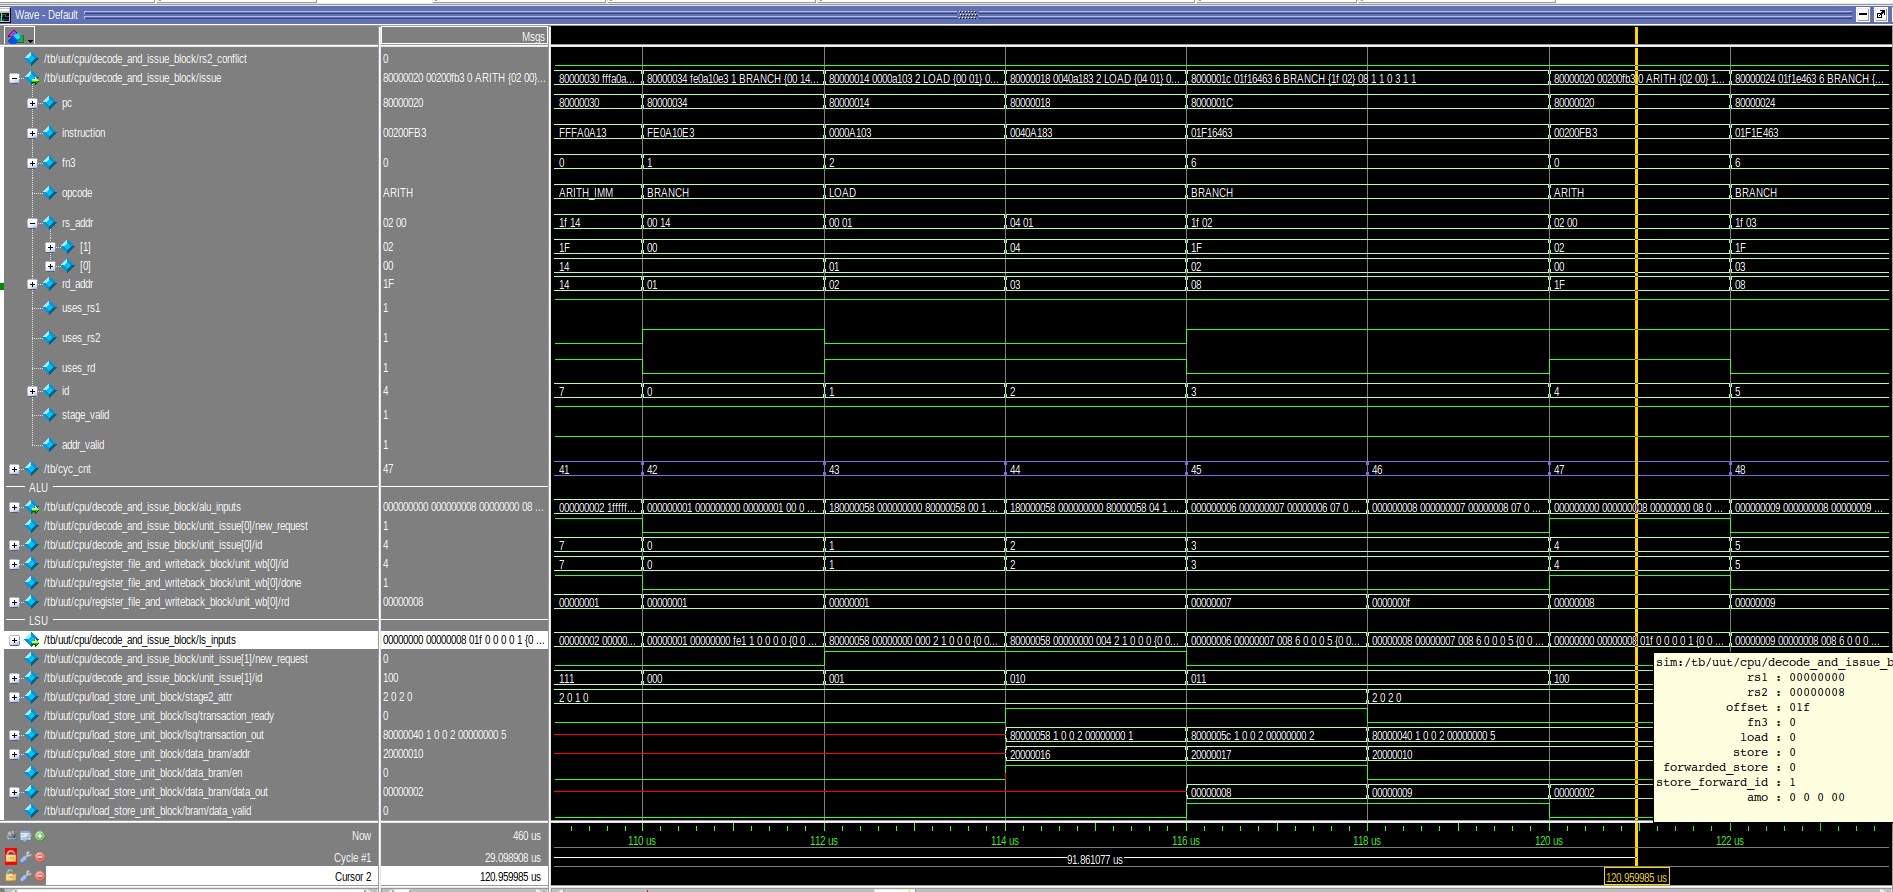 Wave - Default
Msgs
/tb/uut/cpu/decode_and_issue_block/rs2_conflict 0
/tb/uut/cpu/decode_and_issue_block/issue 80000020 00200fb3 0 ARITH {02 00}... 80000030 fffa0a... 80000034 fe0a10e3 1 BRANCH {00 14... 80000014 0000a103 2 LOAD {00 01} 0... 80000018 0040a183 2 LOAD {04 01} 0... 8000001c 01f16463 6 BRANCH {1f 02} 08 1 1 0 3 1 1 80000020 00200fb3 0 ARITH {02 00} 1... 80000024 01f1e463 6 BRANCH {...
pc 80000020 80000030 80000034 80000014 80000018 8000001C 80000020 80000024
instruction 00200FB3 FFFA0A13 FE0A10E3 0000A103 0040A183 01F16463 00200FB3 01F1E463
fn3 0 0 1 2 6 0 6
opcode ARITH ARITH_IMM BRANCH LOAD BRANCH ARITH BRANCH
rs_addr 02 00 1f 14 00 14 00 01 04 01 1f 02 02 00 1f 03
[1] 02 1F 00 04 1F 02 1F
[0] 00 14 01 02 00 03
rd_addr 1F 14 01 02 03 08 1F 08
uses_rs1 1
uses_rs2 1
uses_rd 1
id 4 7 0 1 2 3 4 5
stage_valid 1
addr_valid 1
/tb/cyc_cnt 47 41 42 43 44 45 46 47 48
ALU
/tb/uut/cpu/decode_and_issue_block/alu_inputs 000000000 000000008 00000000 08 ... 000000002 1ffffff... 000000001 000000000 00000001 00 0 ... 180000058 000000000 80000058 00 1 ... 180000058 000000000 80000058 04 1 ... 000000006 000000007 00000006 07 0 ... 000000008 000000007 00000008 07 0 ... 000000000 000000008 00000000 08 0 ... 000000009 000000008 00000009 ...
/tb/uut/cpu/decode_and_issue_block/unit_issue[0]/new_request 1
/tb/uut/cpu/decode_and_issue_block/unit_issue[0]/id 4 7 0 1 2 3 4 5
/tb/uut/cpu/register_file_and_writeback_block/unit_wb[0]/id 4 7 0 1 2 3 4 5
/tb/uut/cpu/register_file_and_writeback_block/unit_wb[0]/done 1
/tb/uut/cpu/register_file_and_writeback_block/unit_wb[0]/rd 00000008 00000001 00000001 00000001 00000007 0000000f 00000008 00000009
LSU
/tb/uut/cpu/decode_and_issue_block/ls_inputs 00000000 00000008 01f 0 0 0 0 1 {0 ... 00000002 00000... 00000001 00000000 fe1 1 0 0 0 0 {0 0... 80000058 00000000 000 2 1 0 0 0 {0 0... 80000058 00000000 004 2 1 0 0 0 {0 0... 00000006 00000007 008 6 0 0 0 5 {0 0... 00000008 00000007 008 6 0 0 0 5 {0 0... 00000000 00000008 01f 0 0 0 0 1 {0 0... 00000009 00000008 008 6 0 0 0 ...
/tb/uut/cpu/decode_and_issue_block/unit_issue[1]/new_request 0
/tb/uut/cpu/decode_and_issue_block/unit_issue[1]/id 100 111 000 001 010 011 100
/tb/uut/cpu/load_store_unit_block/stage2_attr 2 0 2 0 2 0 1 0 2 0 2 0
/tb/uut/cpu/load_store_unit_block/lsq/transaction_ready 0
/tb/uut/cpu/load_store_unit_block/lsq/transaction_out 80000040 1 0 0 2 00000000 5 80000058 1 0 0 2 00000000 1 8000005c 1 0 0 2 00000000 2 80000040 1 0 0 2 00000000 5
/tb/uut/cpu/load_store_unit_block/data_bram/addr 20000010 20000016 20000017 20000010
/tb/uut/cpu/load_store_unit_block/data_bram/en 0
/tb/uut/cpu/load_store_unit_block/data_bram/data_out 00000002 00000008 00000009 00000002
/tb/uut/cpu/load_store_unit_block/bram/data_valid 0
sim:/tb/uut/cpu/decode_and_issue_b
rs1 : 00000000
rs2 : 00000008
offset : 01f
fn3 : 0
load : 0
store : 0
forwarded_store : 0
store_forward_id : 1
amo : 0 0 0 00
Now 460 us 110 us 112 us 114 us 116 us 118 us 120 us 122 us
Cycle #1 29.098908 us 91.861077 us
Cursor 2 120.959985 us 120.959985 us